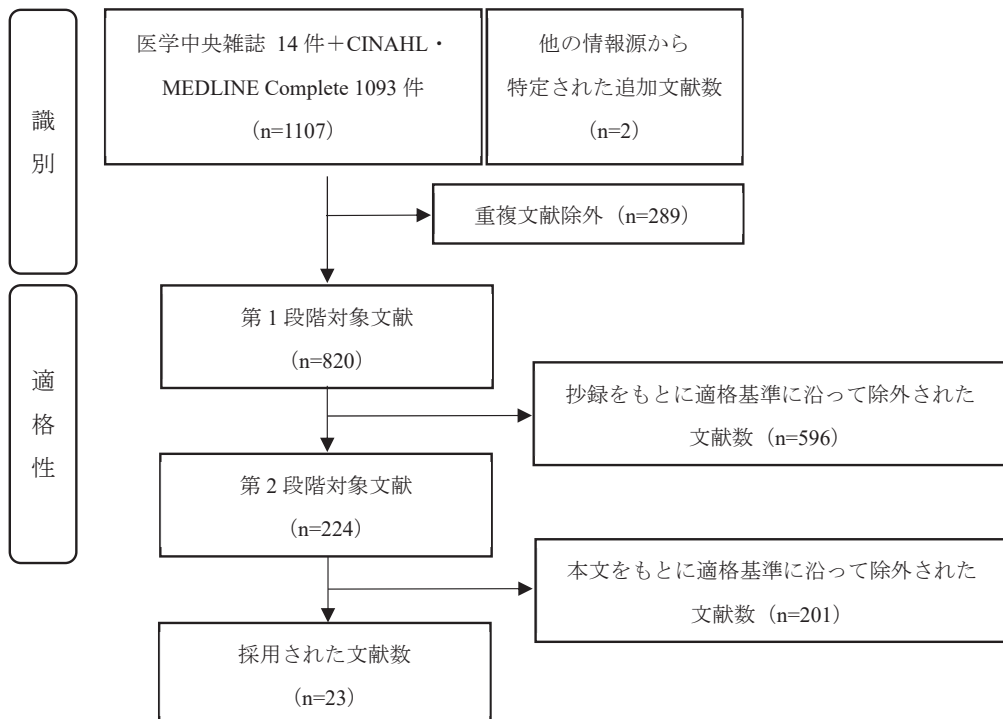 識別
医学中央雑誌 14 件＋CINAHL・
MEDLINE Complete 1093 件
（n=1107）
他の情報源から
特定された追加文献数
（n=2）
重複文献除外（n=289）
適格性
第 1 段階対象文献
（n=820）
抄録をもとに適格基準に沿って除外された
文献数（n=596）
第 2 段階対象文献
（n=224）
本文をもとに適格基準に沿って除外された
文献数（n=201）
採用された文献数
（n=23）